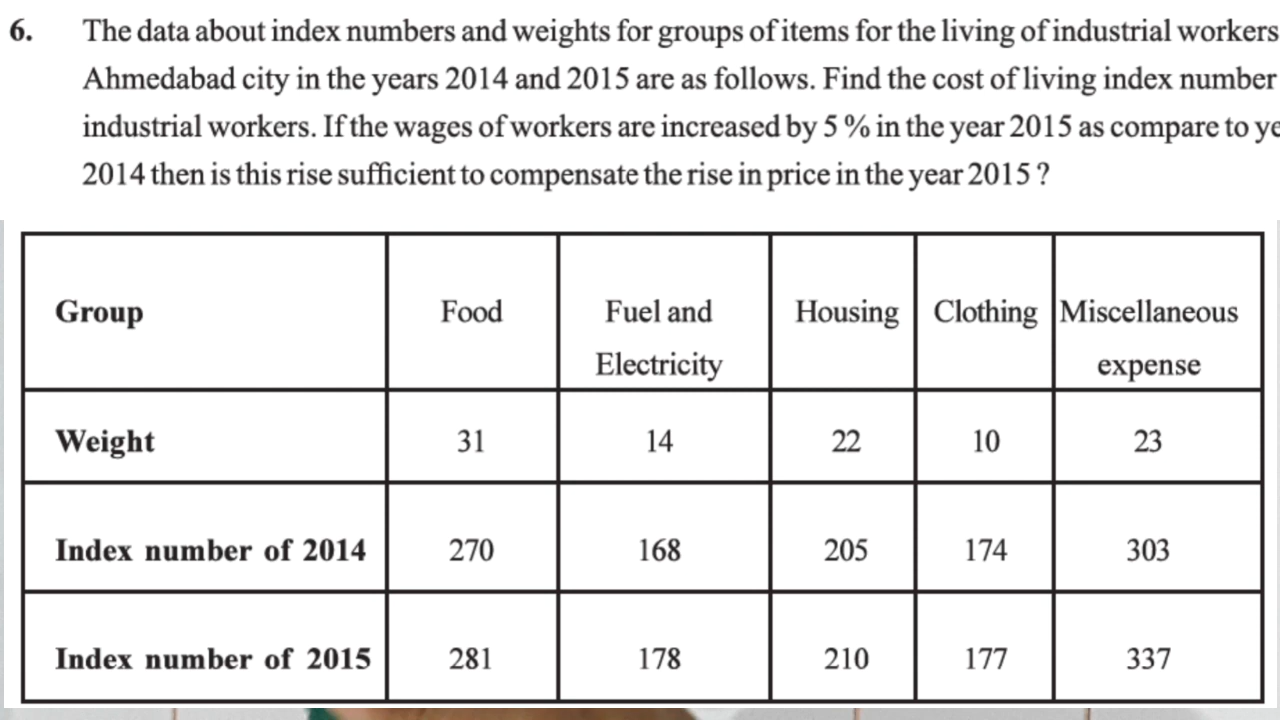 6. The data about index numbers and weights for groups of items for the living of industrial workers
Ahmedabad city in the years 2014 and 2015 are as follows. Find the cost of living index number
industrial workers. If the wages of workers are increased by 5 % in the year 2015 as compare to
2014 then is this rise sufficient to compensate the rise in price in the year 2015 ?
Group Food Fuel and Electricity Housing Clothing Miscellaneous expense
Weight 31 14 22 10 23
Index number of 2014 270 168 205 174 303
Index number of 2015 281 178 210 177 337